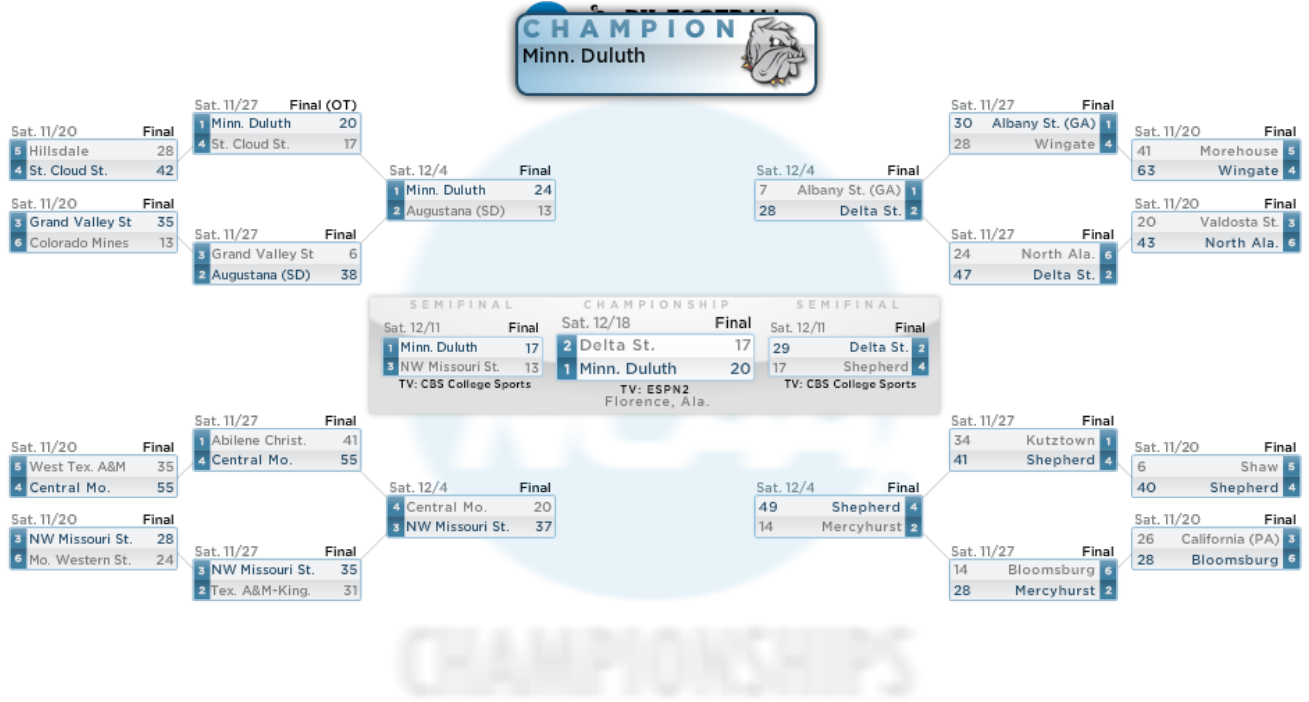 DII FOOTBALL
CHAMPION
Minn. Duluth
Sat. 11/20 Final
5 Hillsdale 28
4 St. Cloud St. 42
Sat. 11/20 Final
3 Grand Valley St 35
6 Colorado Mines 13
Sat. 11/27 Final (OT)
1 Minn. Duluth 20
4 St. Cloud St. 17
Sat. 11/27 Final
3 Grand Valley St 6
2 Augustana (SD) 38
Sat. 12/4 Final
1 Minn. Duluth 24
2 Augustana (SD) 13
Sat. 12/4 Final
7 Albany St. (GA) 1
28 Delta St. 2
Sat. 11/27 Final
30 Albany St. (GA) 1
28 Wingate 4
Sat. 11/27 Final
24 North Ala. 6
47 Delta St. 2
Sat. 11/20 Final
41 Morehouse 5
63 Wingate 4
Sat. 11/20 Final
20 Valdosta St. 3
43 North Ala. 6
SEMIFINAL
Sat. 12/11 Final
1 Minn. Duluth 17
3 NW Missouri St. 13
TV: CBS College Sports
CHAMPIONSHIP
Sat. 12/18 Final
2 Delta St. 17
1 Minn. Duluth 20
TV: ESPN2
Florence, Ala.
SEMIFINAL
Sat. 12/11 Final
29 Delta St. 2
17 Shepherd 4
TV: CBS College Sports
Sat. 11/20 Final
5 West Tex. A&M 35
4 Central Mo. 55
Sat. 11/20 Final
3 NW Missouri St. 28
6 Mo. Western St. 24
Sat. 11/27 Final
1 Abilene Christ. 41
4 Central Mo. 55
Sat. 11/27 Final
3 NW Missouri St. 35
2 Tex. A&M-King. 31
Sat. 12/4 Final
4 Central Mo. 20
3 NW Missouri St. 37
Sat. 12/4 Final
49 Shepherd 4
14 Mercyhurst 2
Sat. 11/27 Final
34 Kutztown 1
41 Shepherd 4
Sat. 11/27 Final
14 Bloomsburg 6
28 Mercyhurst 2
Sat. 11/20 Final
6 Shaw 5
40 Shepherd 4
Sat. 11/20 Final
26 California (PA) 3
28 Bloomsburg 6
CHAMPIONSHIPS